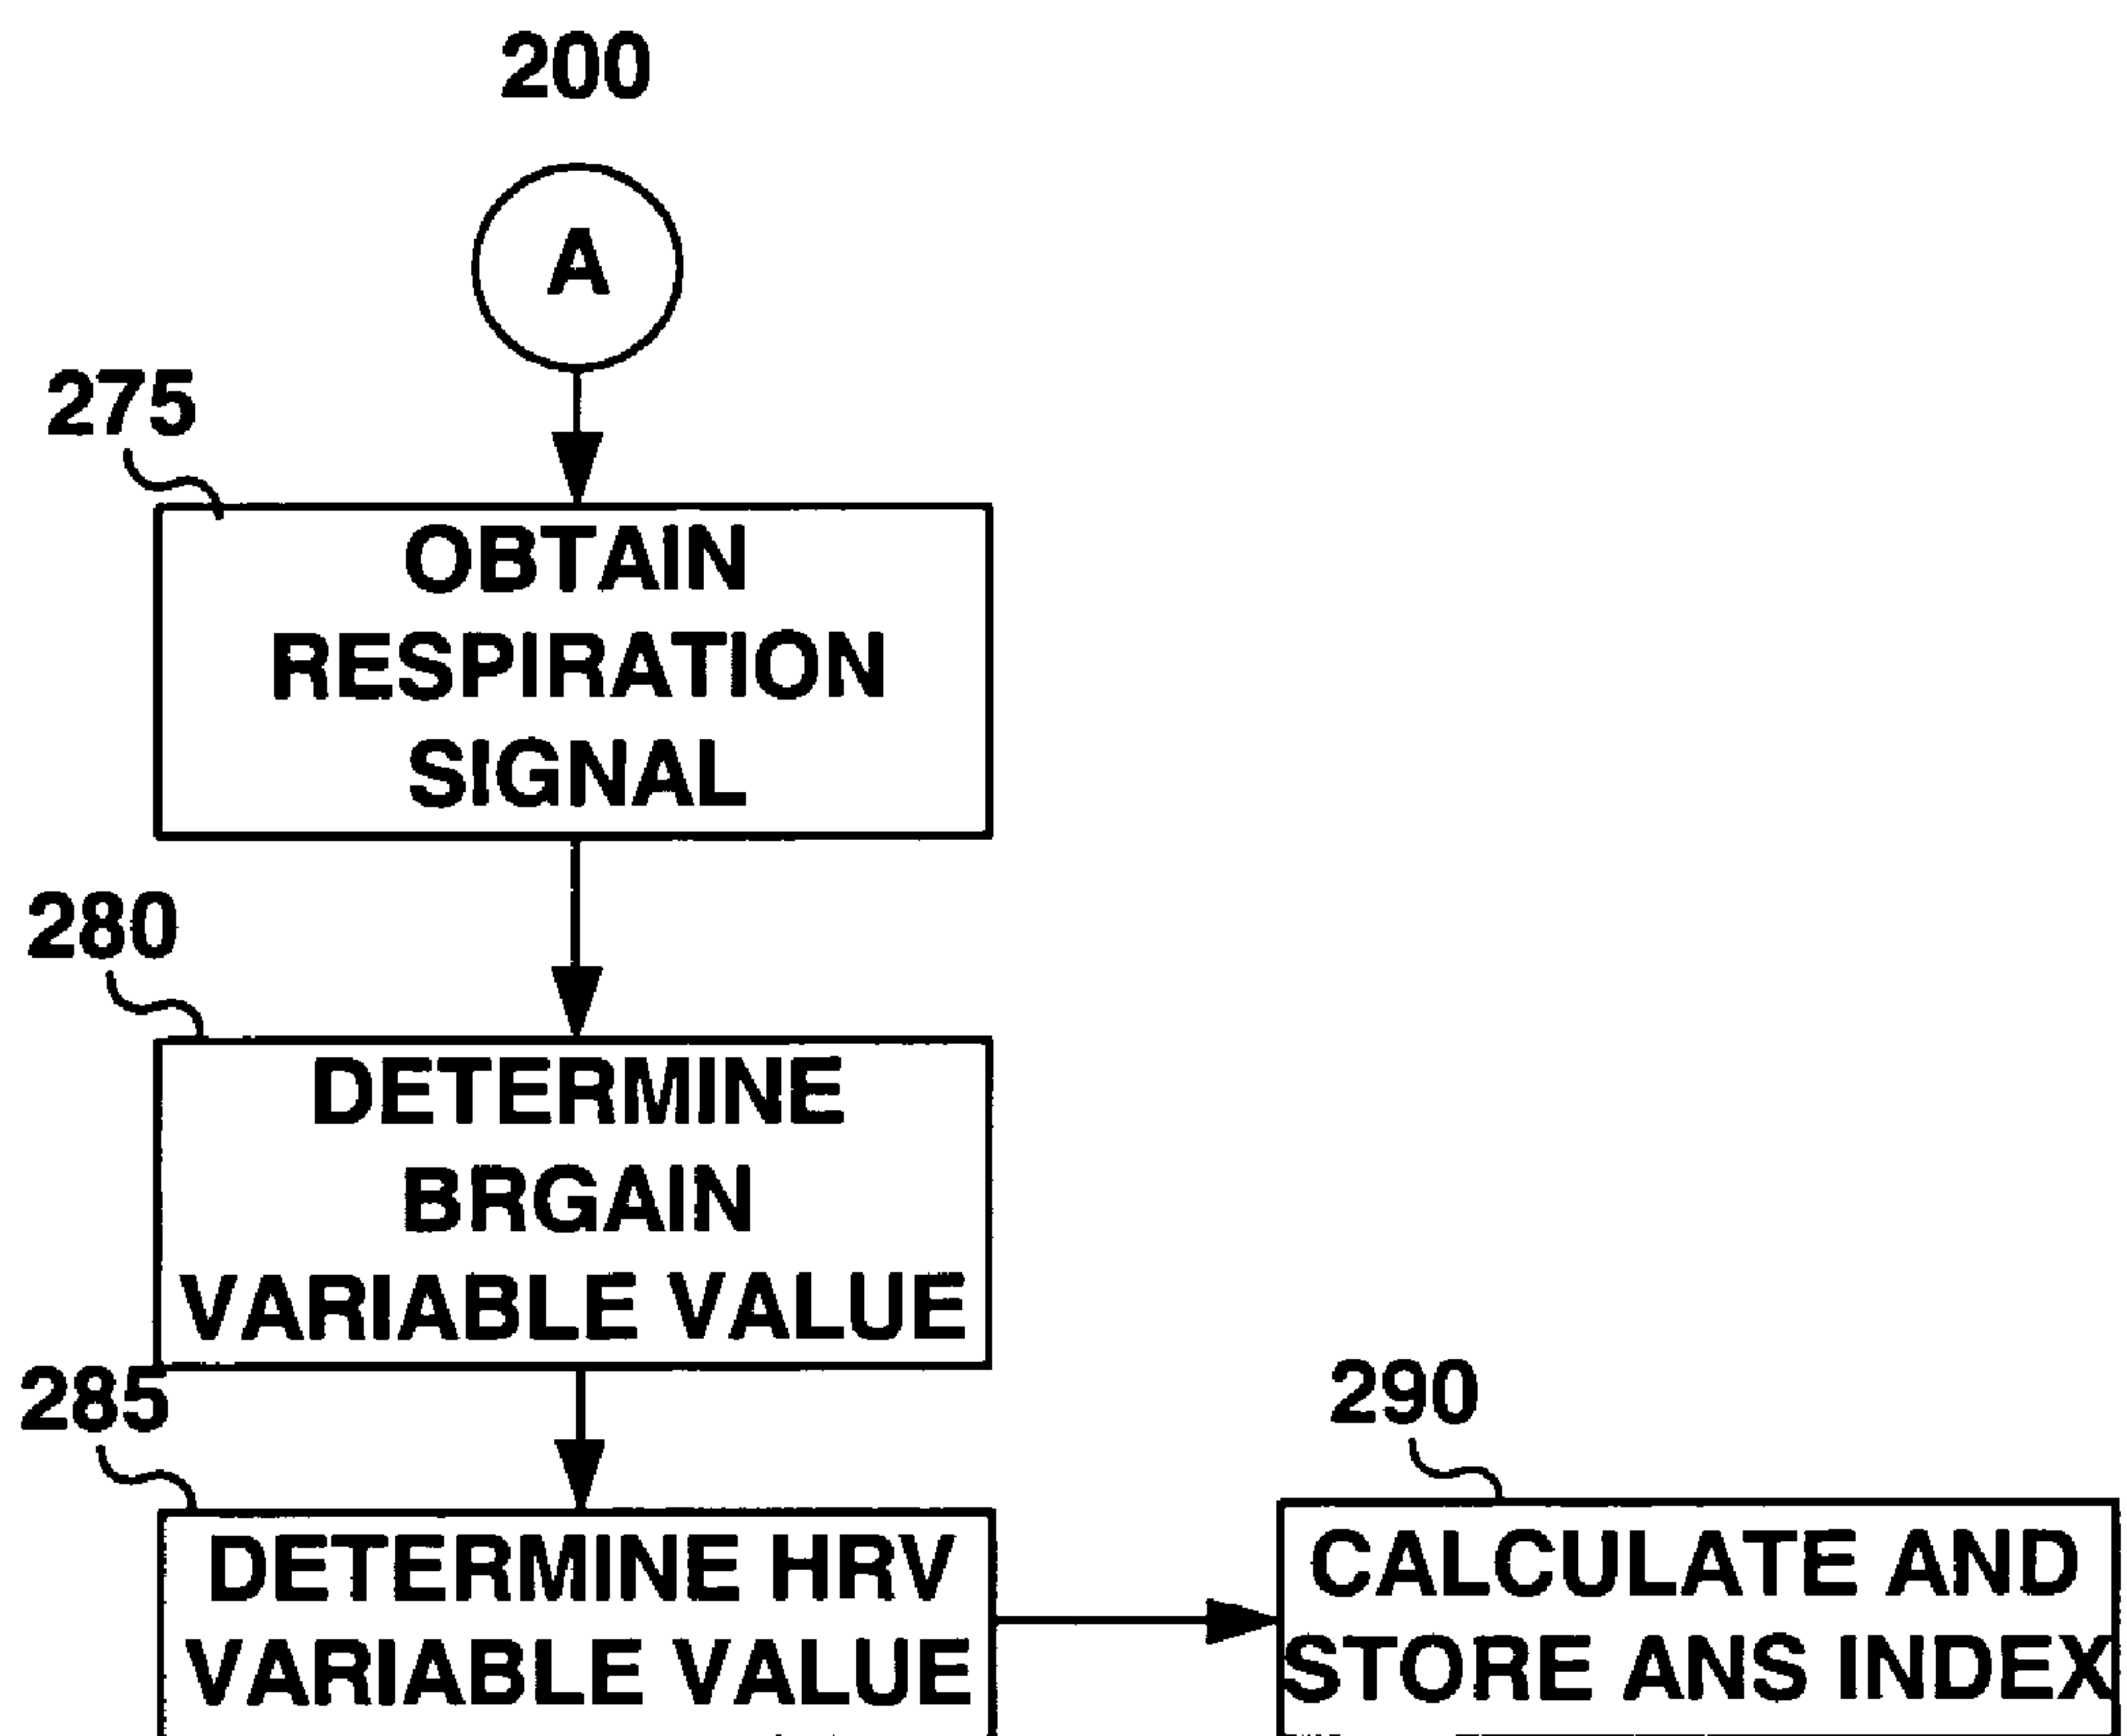 200
A
275
OBTAIN
RESPIRATION
SIGNAL
280
DETERMINE
BRGAIN
VARIABLE VALUE
285
DETERMINE HRV
VARIABLE VALUE
290
CALCULATE AND
STORE ANS INDEX